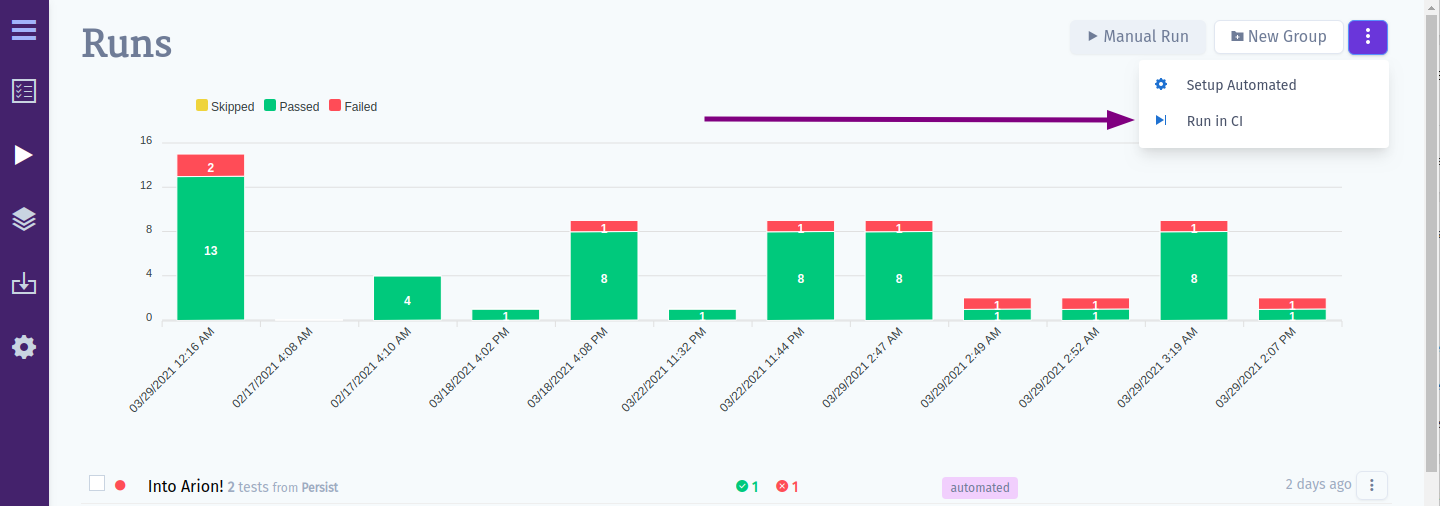 Runs
Manual Run
New Group
Setup Automated
Run in CI
Skipped Passed Failed
16
12
8
4
0
2
13
4
1
1
8
1
1
8
1
8
1
1
1
1
1
8
1
1
03/29/2021 12:16 AM
02/17/2021 4:08 AM
02/17/2021 4:10 AM
03/18/2021 4:02 PM
03/18/2021 4:08 PM
03/22/2021 11:32 PM
03/22/2021 11:44 PM
03/29/2021 2:47 AM
03/29/2021 2:49 AM
03/29/2021 2:52 AM
03/29/2021 3:19 AM
03/29/2021 2:07 PM
Into Arion! 2 tests from Persist 1 1 automated 2 days ago